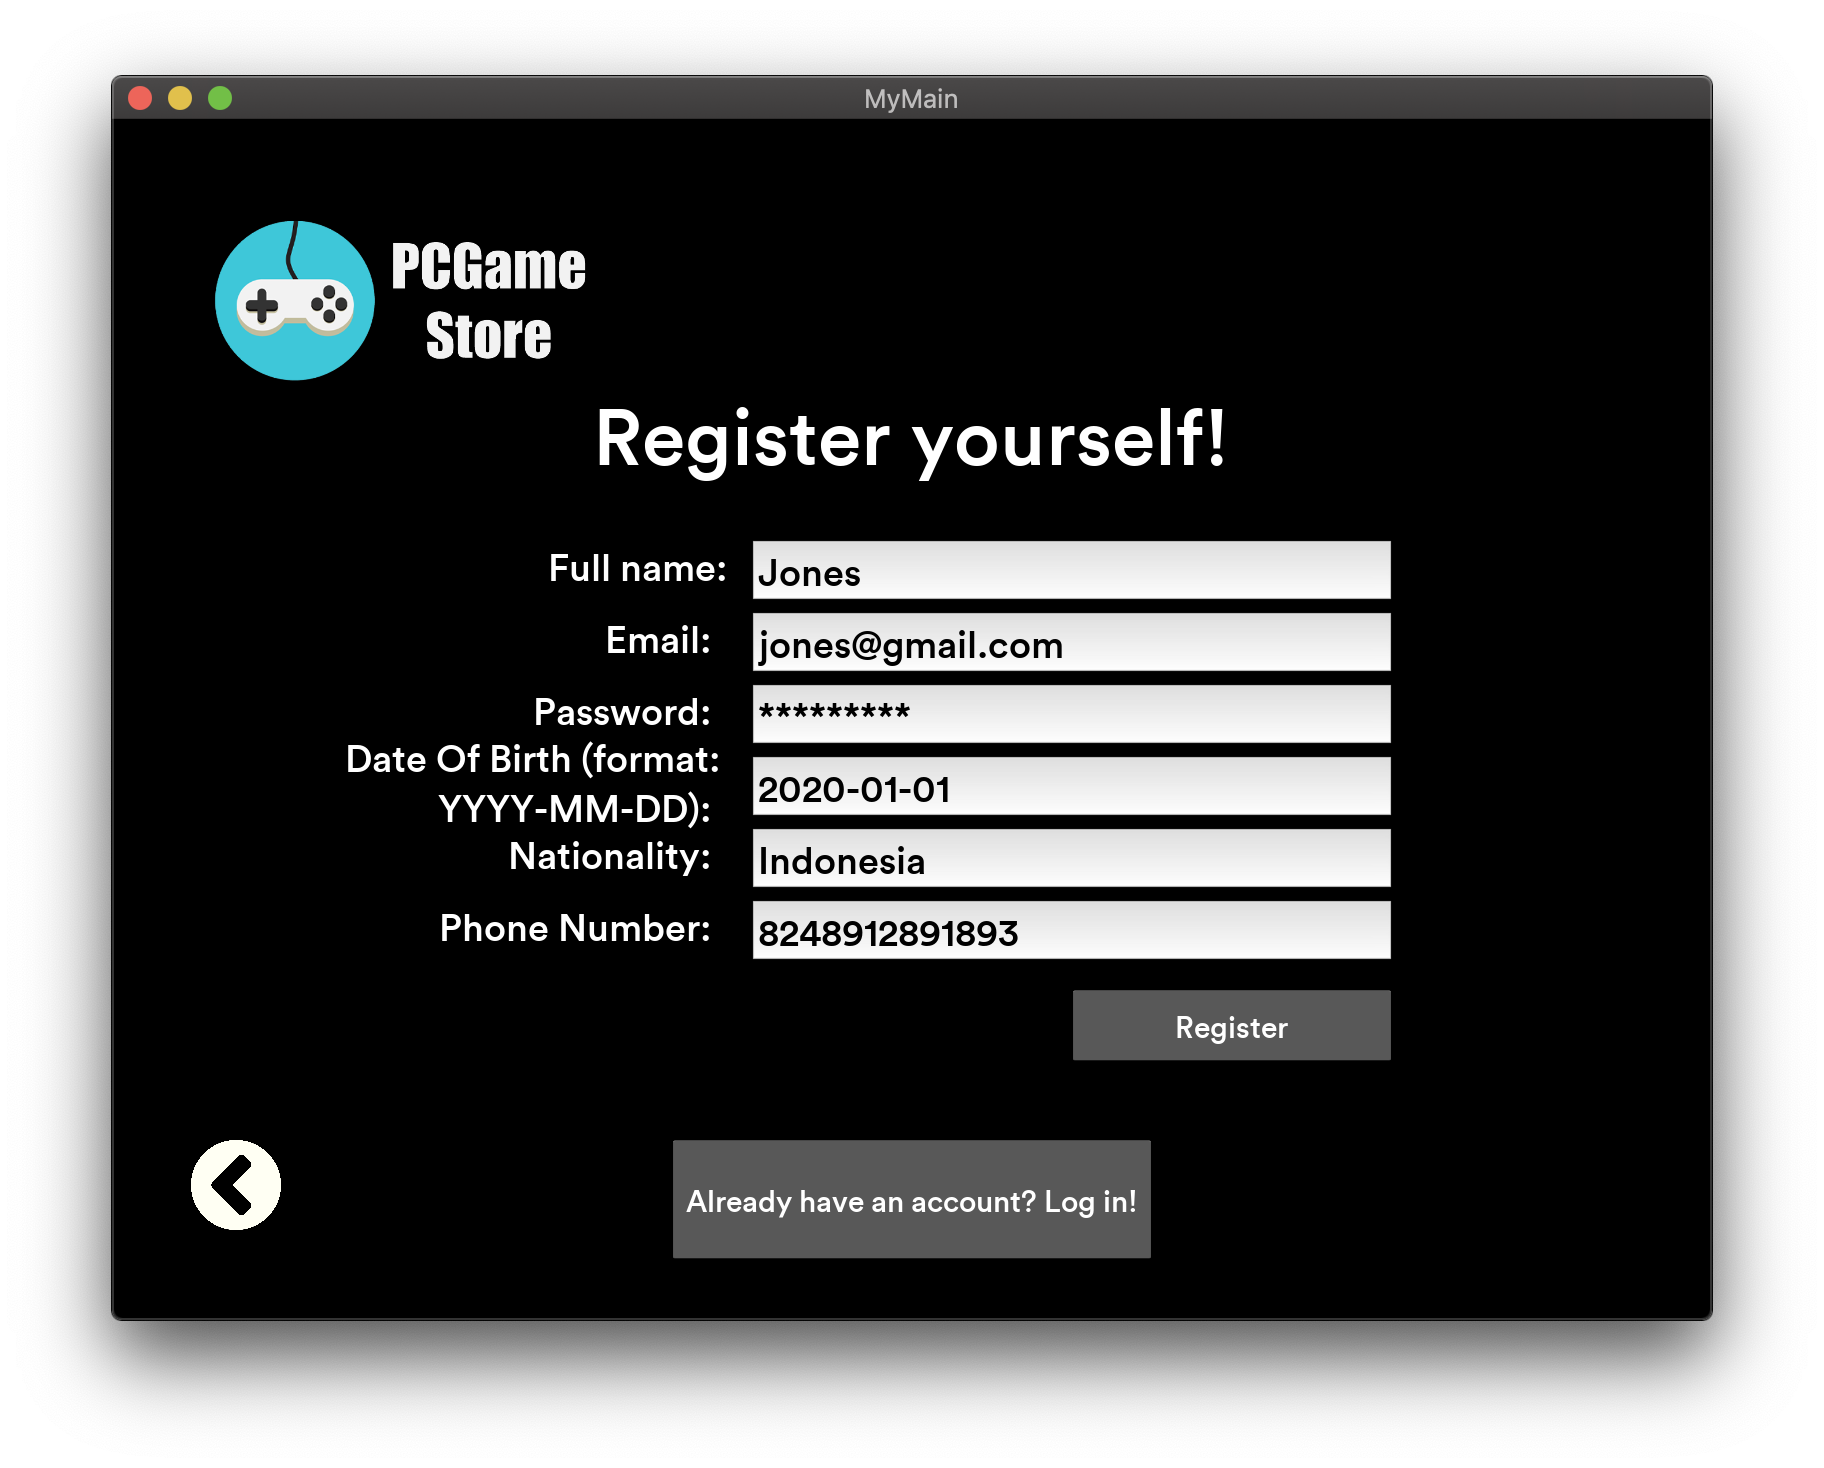 MyMain
PCGame
Store
Register yourself!
Full name: Jones
Email: jones@gmail.com
Password: *********
Date Of Birth (format:
YYYY-MM-DD): 2020-01-01
Nationality: Indonesia
Phone Number: 8248912891893
Register
Already have an account? Log in!